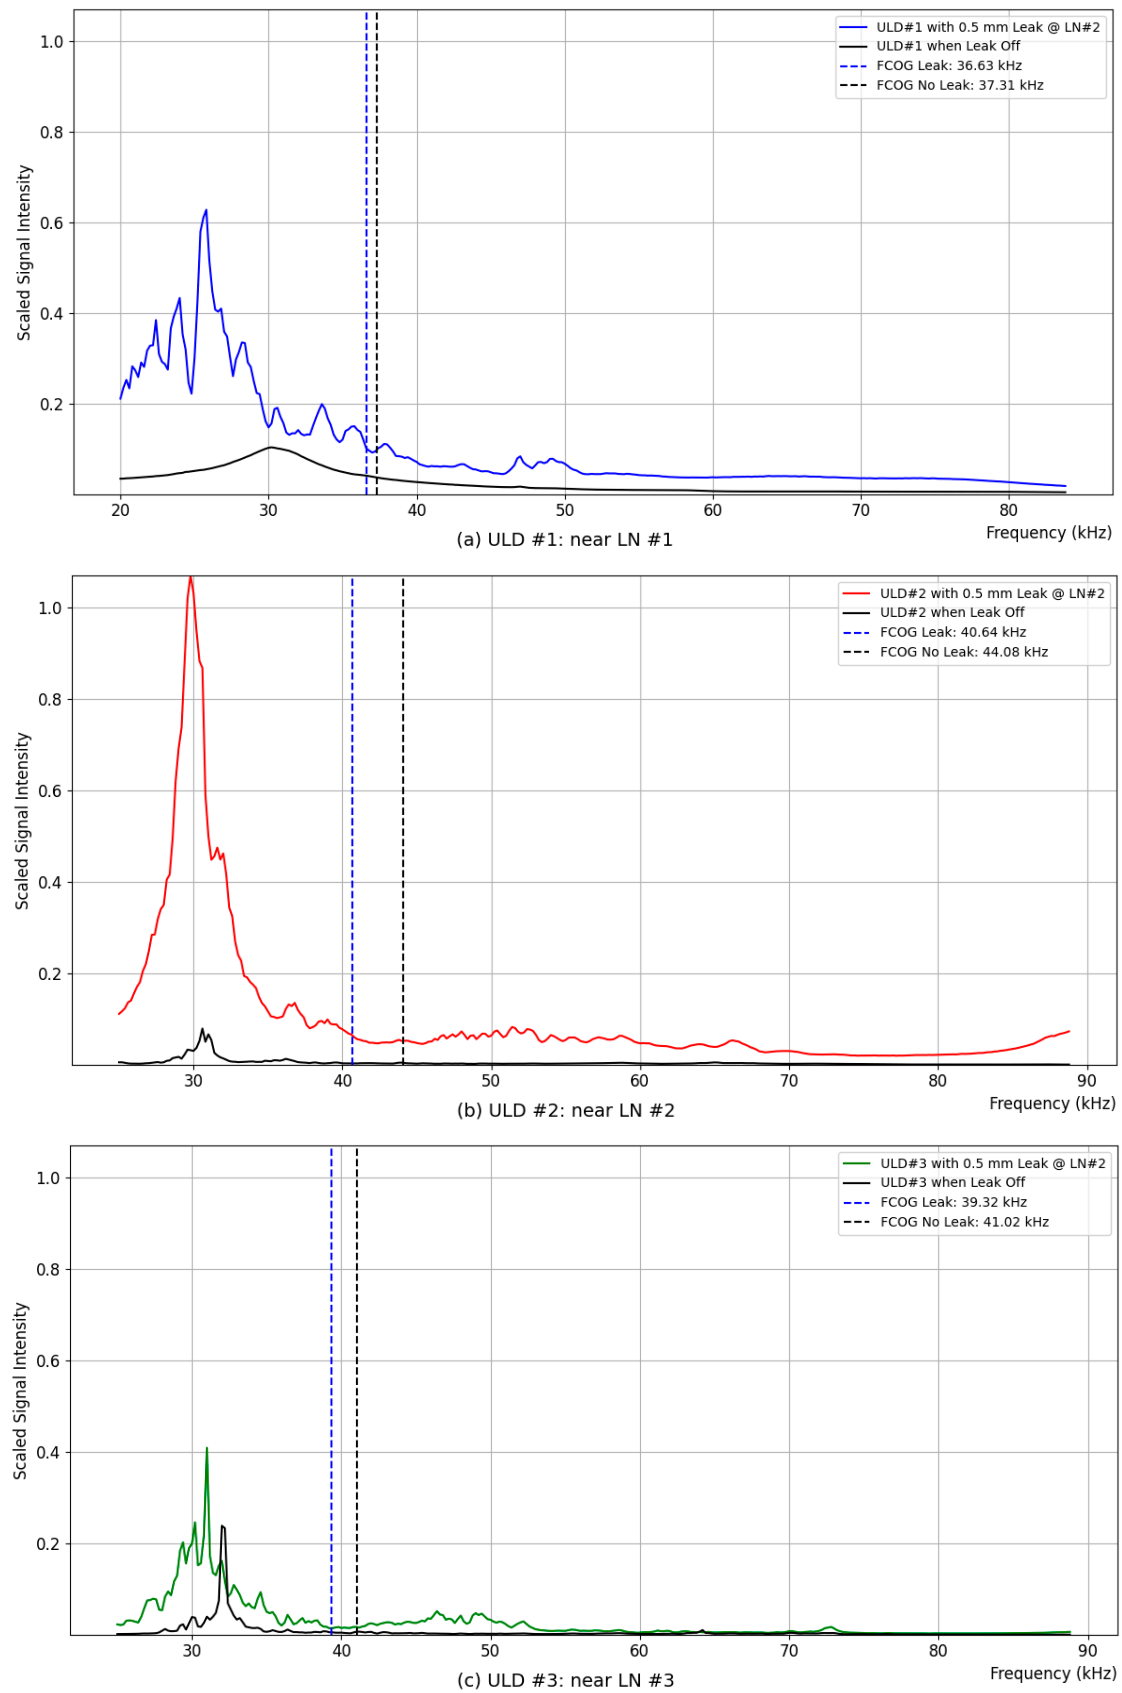 1.0
0.8
0.6
0.4
0.2
Scaled Signal Intensity
ULD#1 with 0.5 mm Leak @ LN#2
ULD#1 when Leak Off
FCOG Leak: 36.63 kHz
FCOG No Leak: 37.31 kHz
20 30 40 50 60 70 80
Frequency (kHz)
(a) ULD #1: near LN #1
1.0
0.8
0.6
0.4
0.2
Scaled Signal Intensity
ULD#2 with 0.5 mm Leak @ LN#2
ULD#2 when Leak Off
FCOG Leak: 40.64 kHz
FCOG No Leak: 44.08 kHz
30 40 50 60 70 80 90
Frequency (kHz)
(b) ULD #2: near LN #2
1.0
0.8
0.6
0.4
0.2
Scaled Signal Intensity
ULD#3 with 0.5 mm Leak @ LN#2
ULD#3 when Leak Off
FCOG Leak: 39.32 kHz
FCOG No Leak: 41.02 kHz
30 40 50 60 70 80 90
Frequency (kHz)
(c) ULD #3: near LN #3